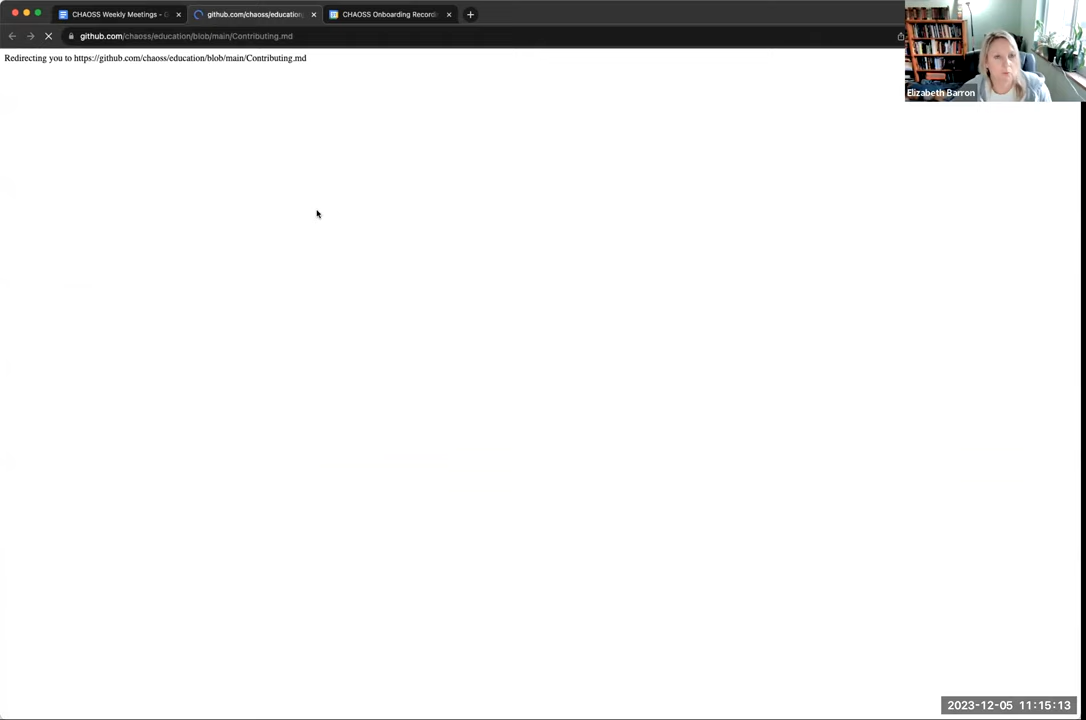 CHAOSS Weekly Meetings - D
github.com/chaoss/education
CHAOSS Onboarding Recordi
github.com/chaoss/education/blob/main/Contributing.md
Redirecting you to https://github.com/chaoss/education/blob/main/Contributing.md
Elizabeth Barron
2023-12-05 11:15:13